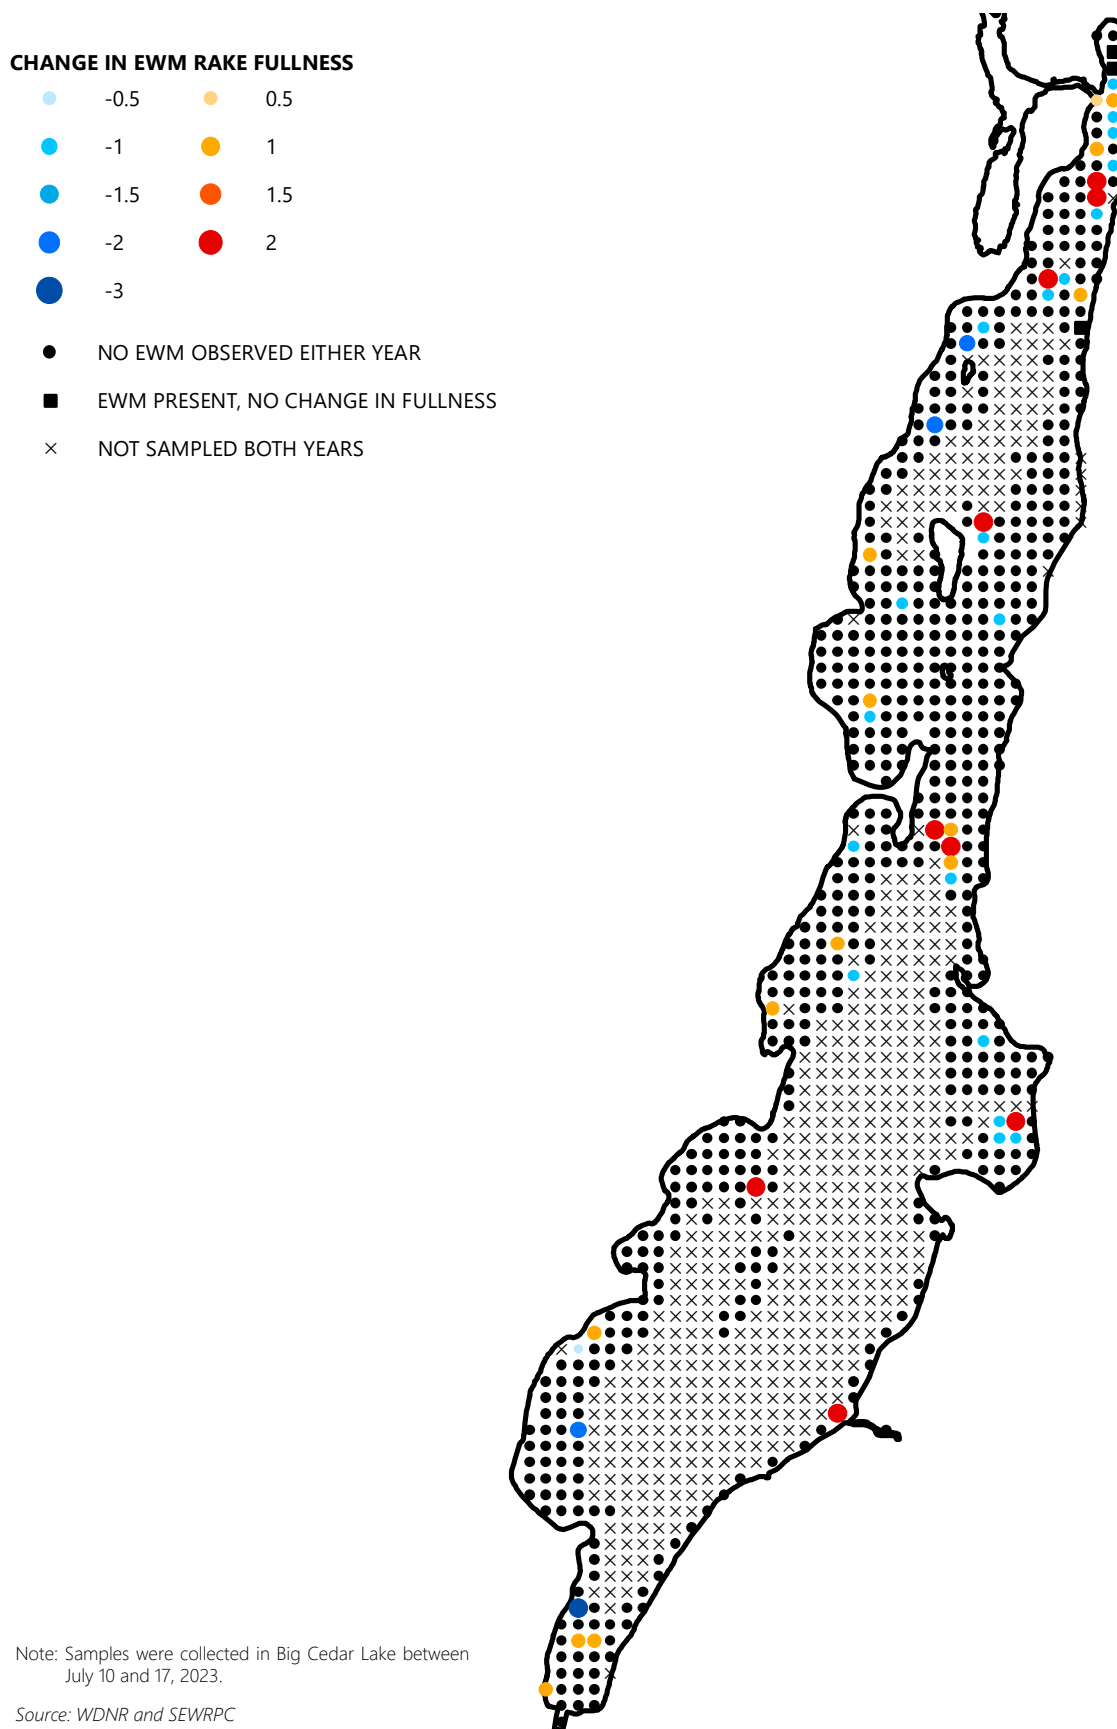 CHANGE IN EWM RAKE FULLNESS
-0.5 0.5
-1 1
-1.5 1.5
-2 2
-3
NO EWM OBSERVED EITHER YEAR
EWM PRESENT, NO CHANGE IN FULLNESS
NOT SAMPLED BOTH YEARS
Note: Samples were collected in Big Cedar Lake between
July 10 and 17, 2023.
Source: WDNR and SEWRPC